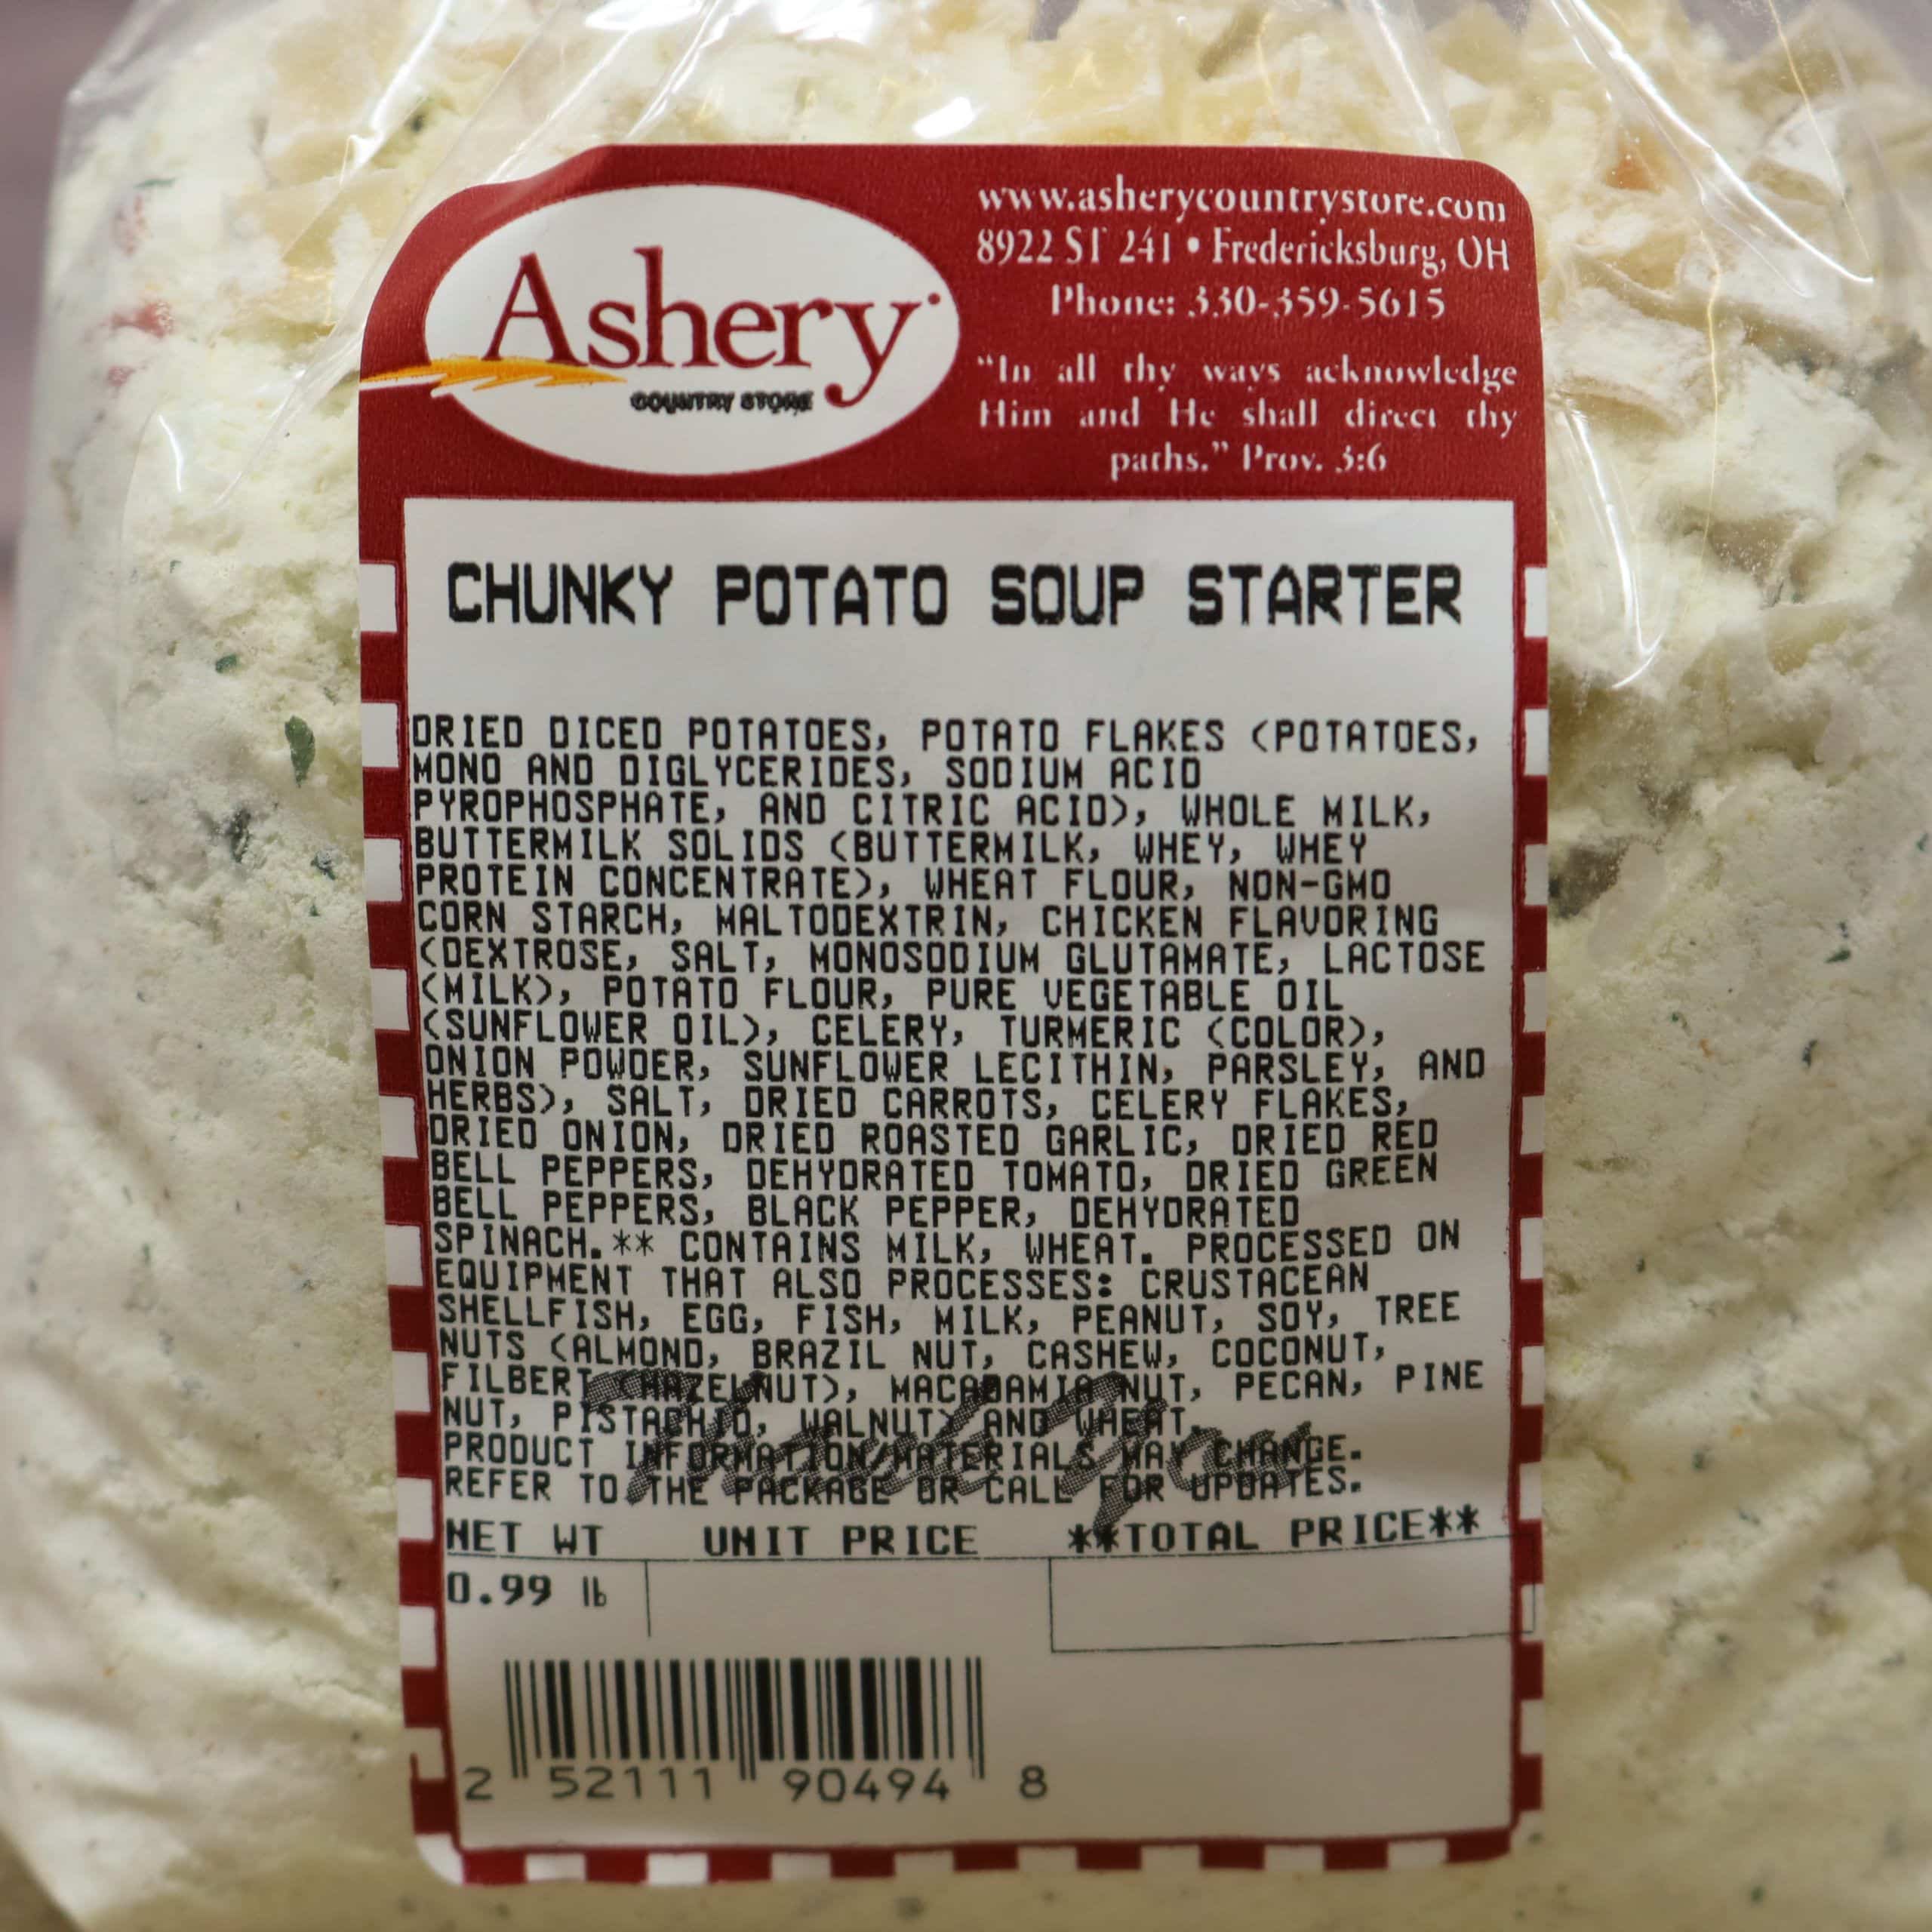 Ashery
COUNTRY STORE
www.asherycountrystore.com
8922 ST 241 • Fredericksburg, OH
Phone: 330-359-5615
“In all thy ways acknowledge
Him and He shall direct thy
paths.” Prov. 3:6
CHUNKY POTATO SOUP STARTER
DRIED DICED POTATOES, POTATO FLAKES (POTATOES,
MONO AND DIGLYCERIDES, SODIUM ACID
PYROPHOSPHATE, AND CITRIC ACID), WHOLE MILK,
BUTTERMILK SOLIDS (BUTTERMILK, WHEY, WHEY
PROTEIN CONCENTRATE), WHEAT FLOUR, NON-GMO
CORN STARCH, MALTODEXTRIN, CHICKEN FLAVORING
(DEXTROSE, SALT, MONOSODIUM GLUTAMATE, LACTOSE
(MILK), POTATO FLOUR, PURE VEGETABLE OIL
(SUNFLOWER OIL), CELERY, TURMERIC (COLOR),
ONION POWDER, SUNFLOWER LECITHIN, PARSLEY, AND
HERBS), SALT, DRIED CARROTS, CELERY FLAKES,
DRIED ONION, DRIED ROASTED GARLIC, DRIED RED
BELL PEPPERS, DEHYDRATED TOMATO, DRIED GREEN
BELL PEPPERS, BLACK PEPPER, DEHYDRATED
SPINACH.** CONTAINS MILK, WHEAT. PROCESSED ON
EQUIPMENT THAT ALSO PROCESSES: CRUSTACEAN
SHELLFISH, EGG, FISH, MILK, PEANUT, SOY, TREE
NUTS (ALMOND, BRAZIL NUT, CASHEW, COCONUT,
FILBERT (HAZELNUT), MACADAMIA NUT, PECAN, PINE
NUT, PISTACHIO, WALNUT) AND WHEAT.
PRODUCT INFORMATION/MATERIALS MAY CHANGE.
REFER TO THE PACKAGE OR CALL FOR UPDATES.
Thank You
NET WT UNIT PRICE **TOTAL PRICE**
0.99 lb
2 52111 90494 8